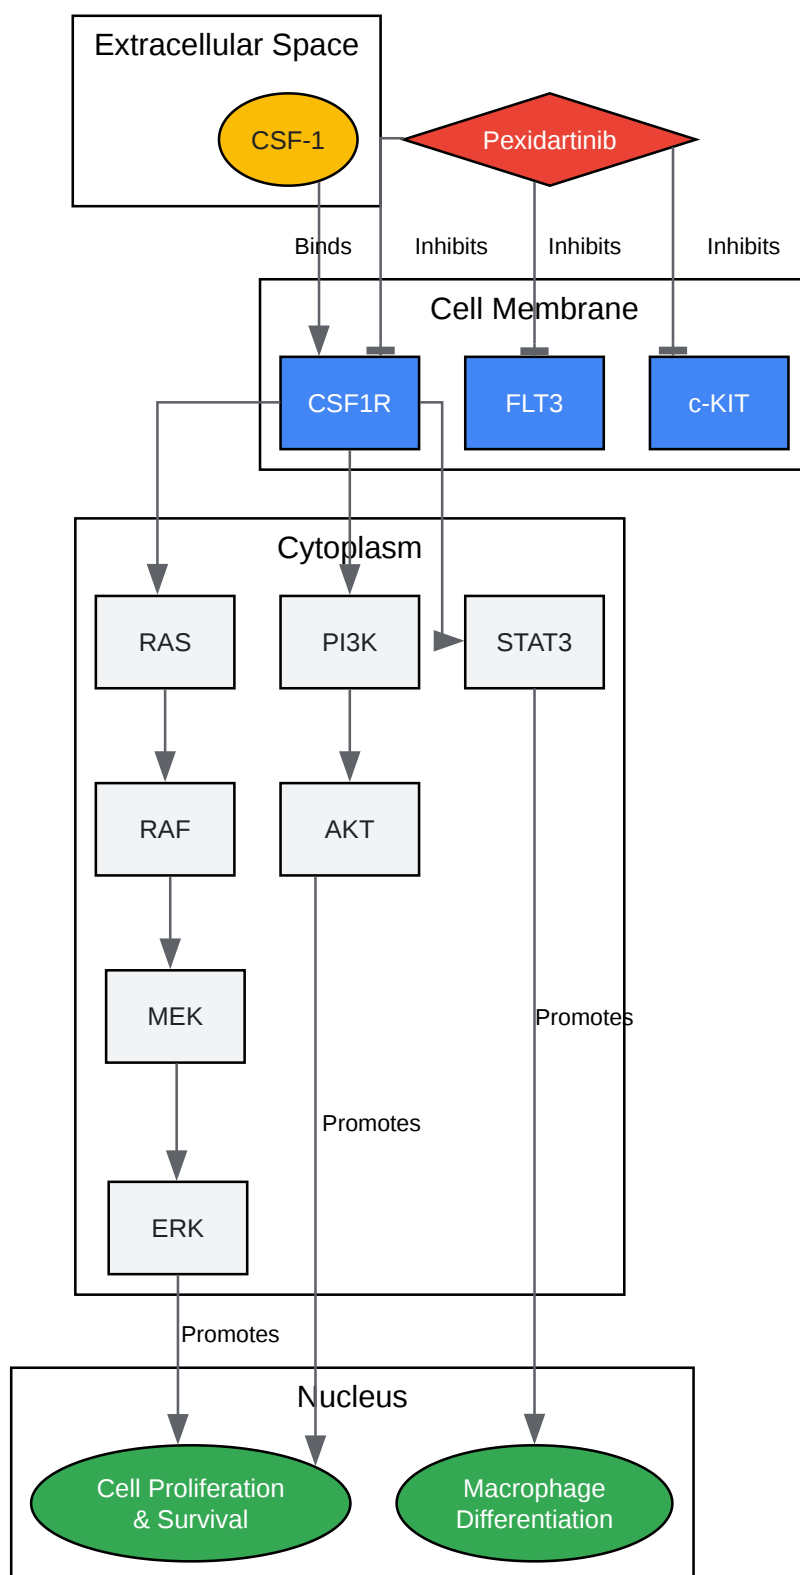 Extracellular Space
CSF-1
Pexidartinib
Binds
Inhibits
Inhibits
Inhibits
Cell Membrane
CSF1R
FLT3
c-KIT
Cytoplasm
RAS
PI3K
STAT3
RAF
AKT
MEK
Promotes
Promotes
ERK
Promotes
Nucleus
Cell Proliferation
& Survival
Macrophage
Differentiation